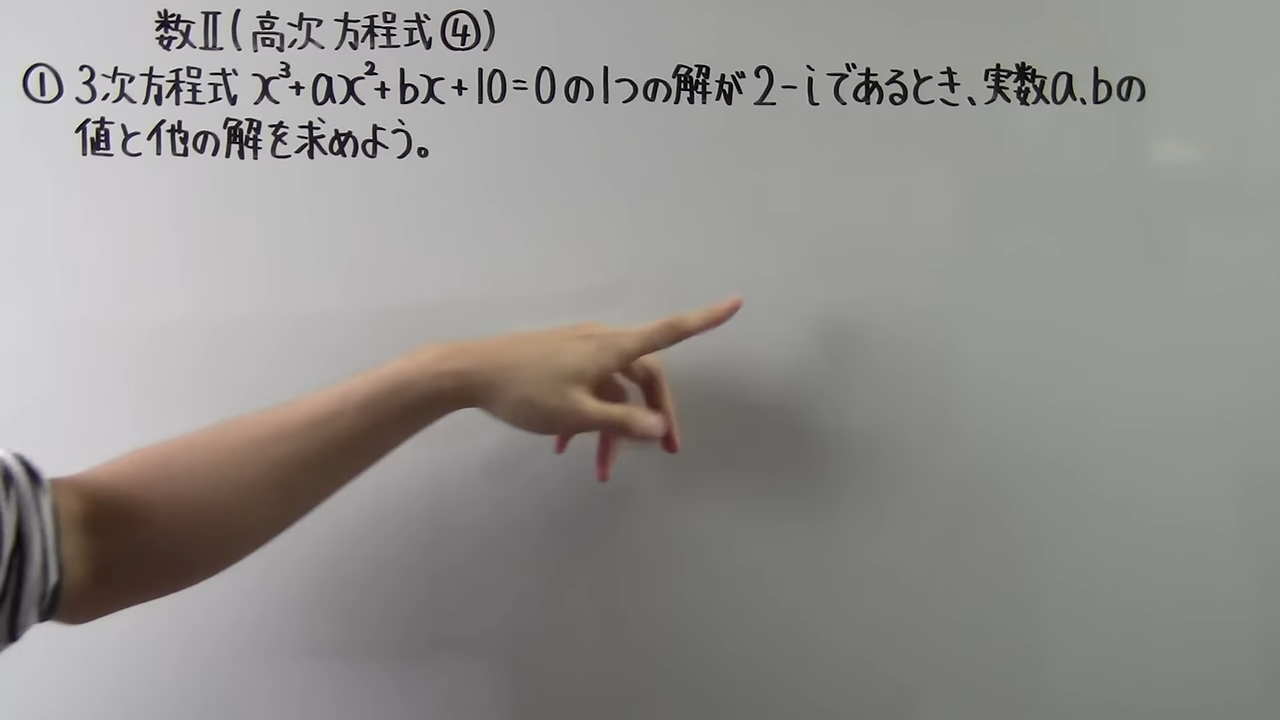 数Ⅱ(高次方程式④)
① 3次方程式 x³+ax²+bx+10=0の1つの解が2-iであるとき、実数a、bの
値と他の解を求めよう。